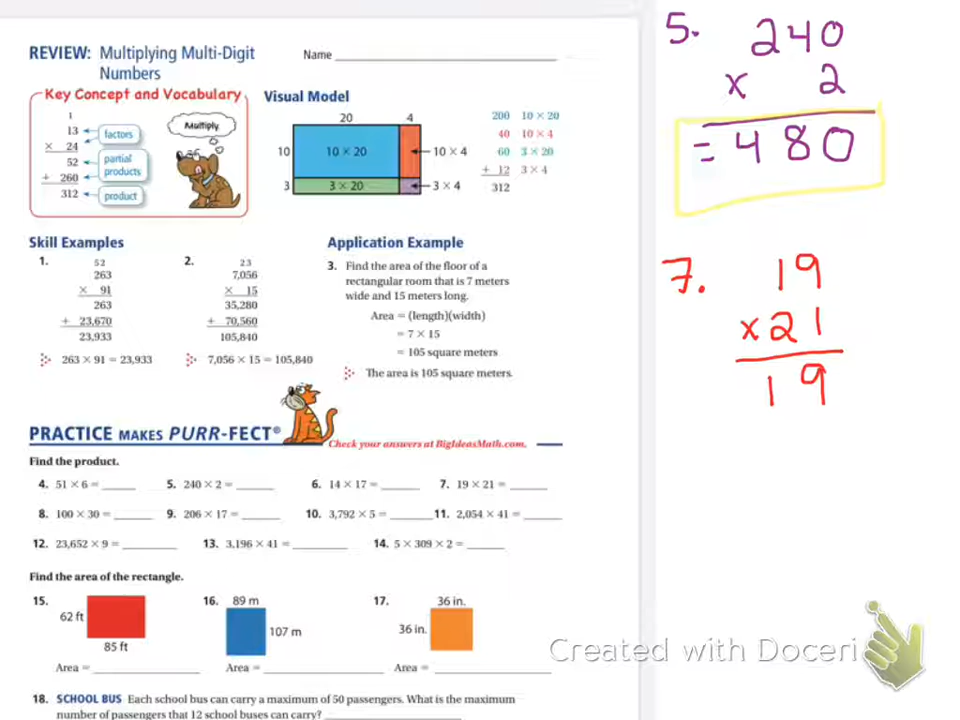 REVIEW: Multiplying Multi-Digit
Numbers
Name
Key Concept and Vocabulary
1
13
× 24
52
+ 260
312
factors
partial
products
product
Multiply
Visual Model
20 4
10
10 × 20
10 × 4
3
3 × 20
3 × 4
200 10 × 20
40 10 × 4
60 3 × 20
+ 12 3 × 4
312
Skill Examples
1.
52
263
× 91
263
+ 23,670
23,933
263 × 91 = 23,933
2.
23
7,056
× 15
35,280
+ 70,560
105,840
7,056 × 15 = 105,840
Application Example
3. Find the area of the floor of a
rectangular room that is 7 meters
wide and 15 meters long.
Area = (length)(width)
= 7 × 15
= 105 square meters
The area is 105 square meters.
PRACTICE MAKES PURR-FECT®
Check your answers at BigIdeasMath.com.
Find the product.
4. 51 × 6 = 5. 240 × 2 = 6. 14 × 17 = 7. 19 × 21 =
8. 100 × 30 = 9. 206 × 17 = 10. 3,792 × 5 = 11. 2,054 × 41 =
12. 23,652 × 9 = 13. 3,196 × 41 = 14. 5 × 309 × 2 =
Find the area of the rectangle.
15.
62 ft
85 ft
Area =
16. 89 m
107 m
Area =
17. 36 in.
36 in.
Area =
18. SCHOOL BUS Each school bus can carry a maximum of 50 passengers. What is the maximum
number of passengers that 12 school buses can carry?
5. 240
x 2
= 480
7. 19
x 21
19
Created with Doceri